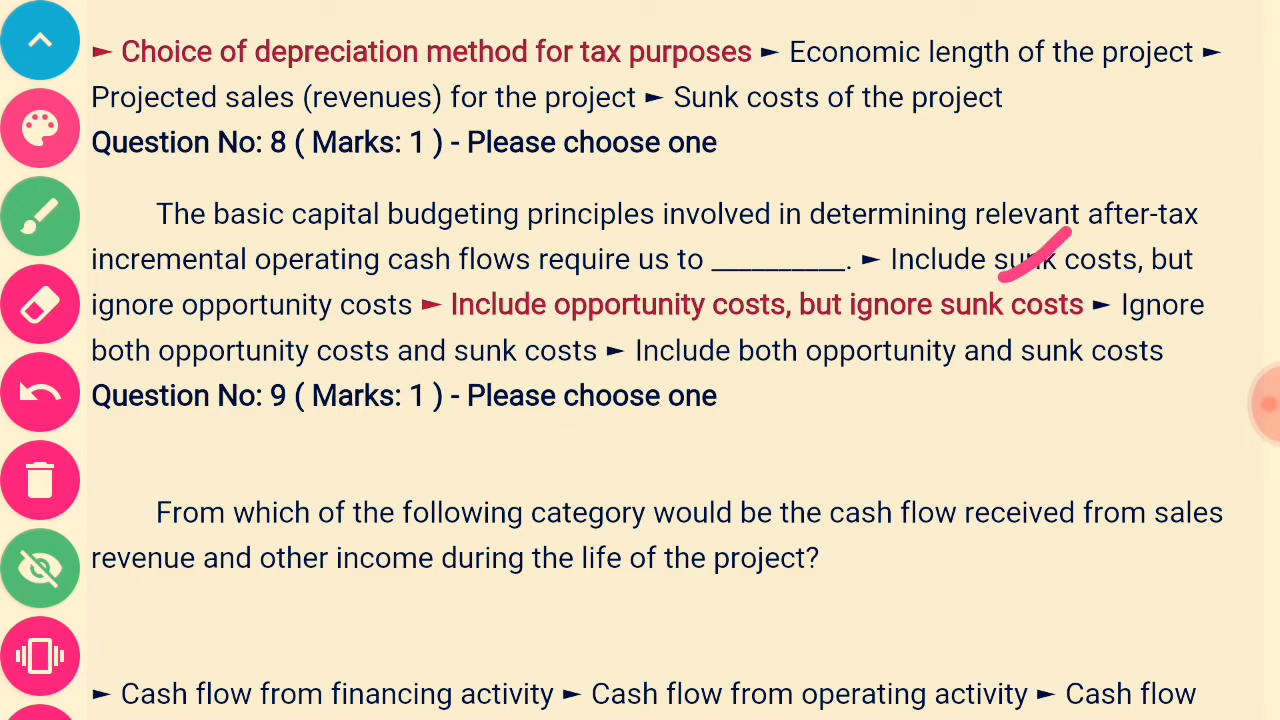 ► Choice of depreciation method for tax purposes ► Economic length of the project ►
Projected sales (revenues) for the project ► Sunk costs of the project
Question No: 8 ( Marks: 1 ) - Please choose one
The basic capital budgeting principles involved in determining relevant after-tax
incremental operating cash flows require us to __________. ► Include sunk costs, but
ignore opportunity costs ► Include opportunity costs, but ignore sunk costs ► Ignore
both opportunity costs and sunk costs ► Include both opportunity and sunk costs
Question No: 9 ( Marks: 1 ) - Please choose one
From which of the following category would be the cash flow received from sales
revenue and other income during the life of the project?
► Cash flow from financing activity ► Cash flow from operating activity ► Cash flow